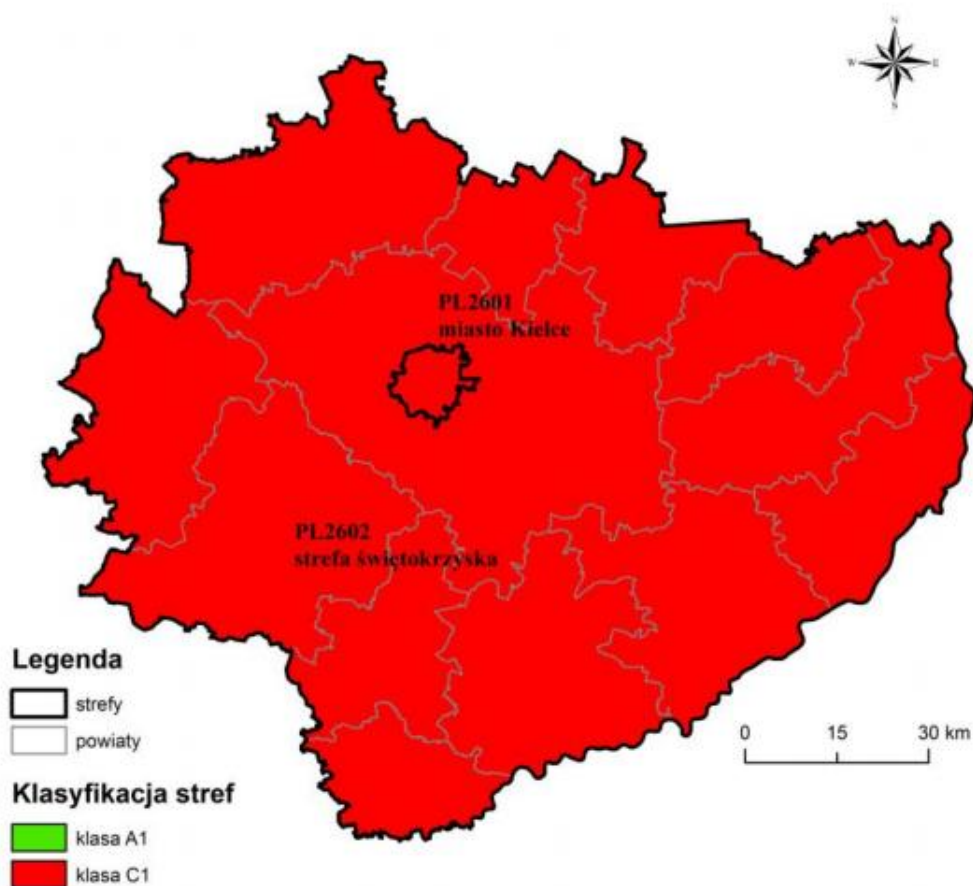 N
W E
S
PL2601
miasto Kielce
PL2602
strefa świętokrzyska
Legenda
strefy
powiaty
0 15 30 km
Klasyfikacja stref
klasa A1
klasa C1